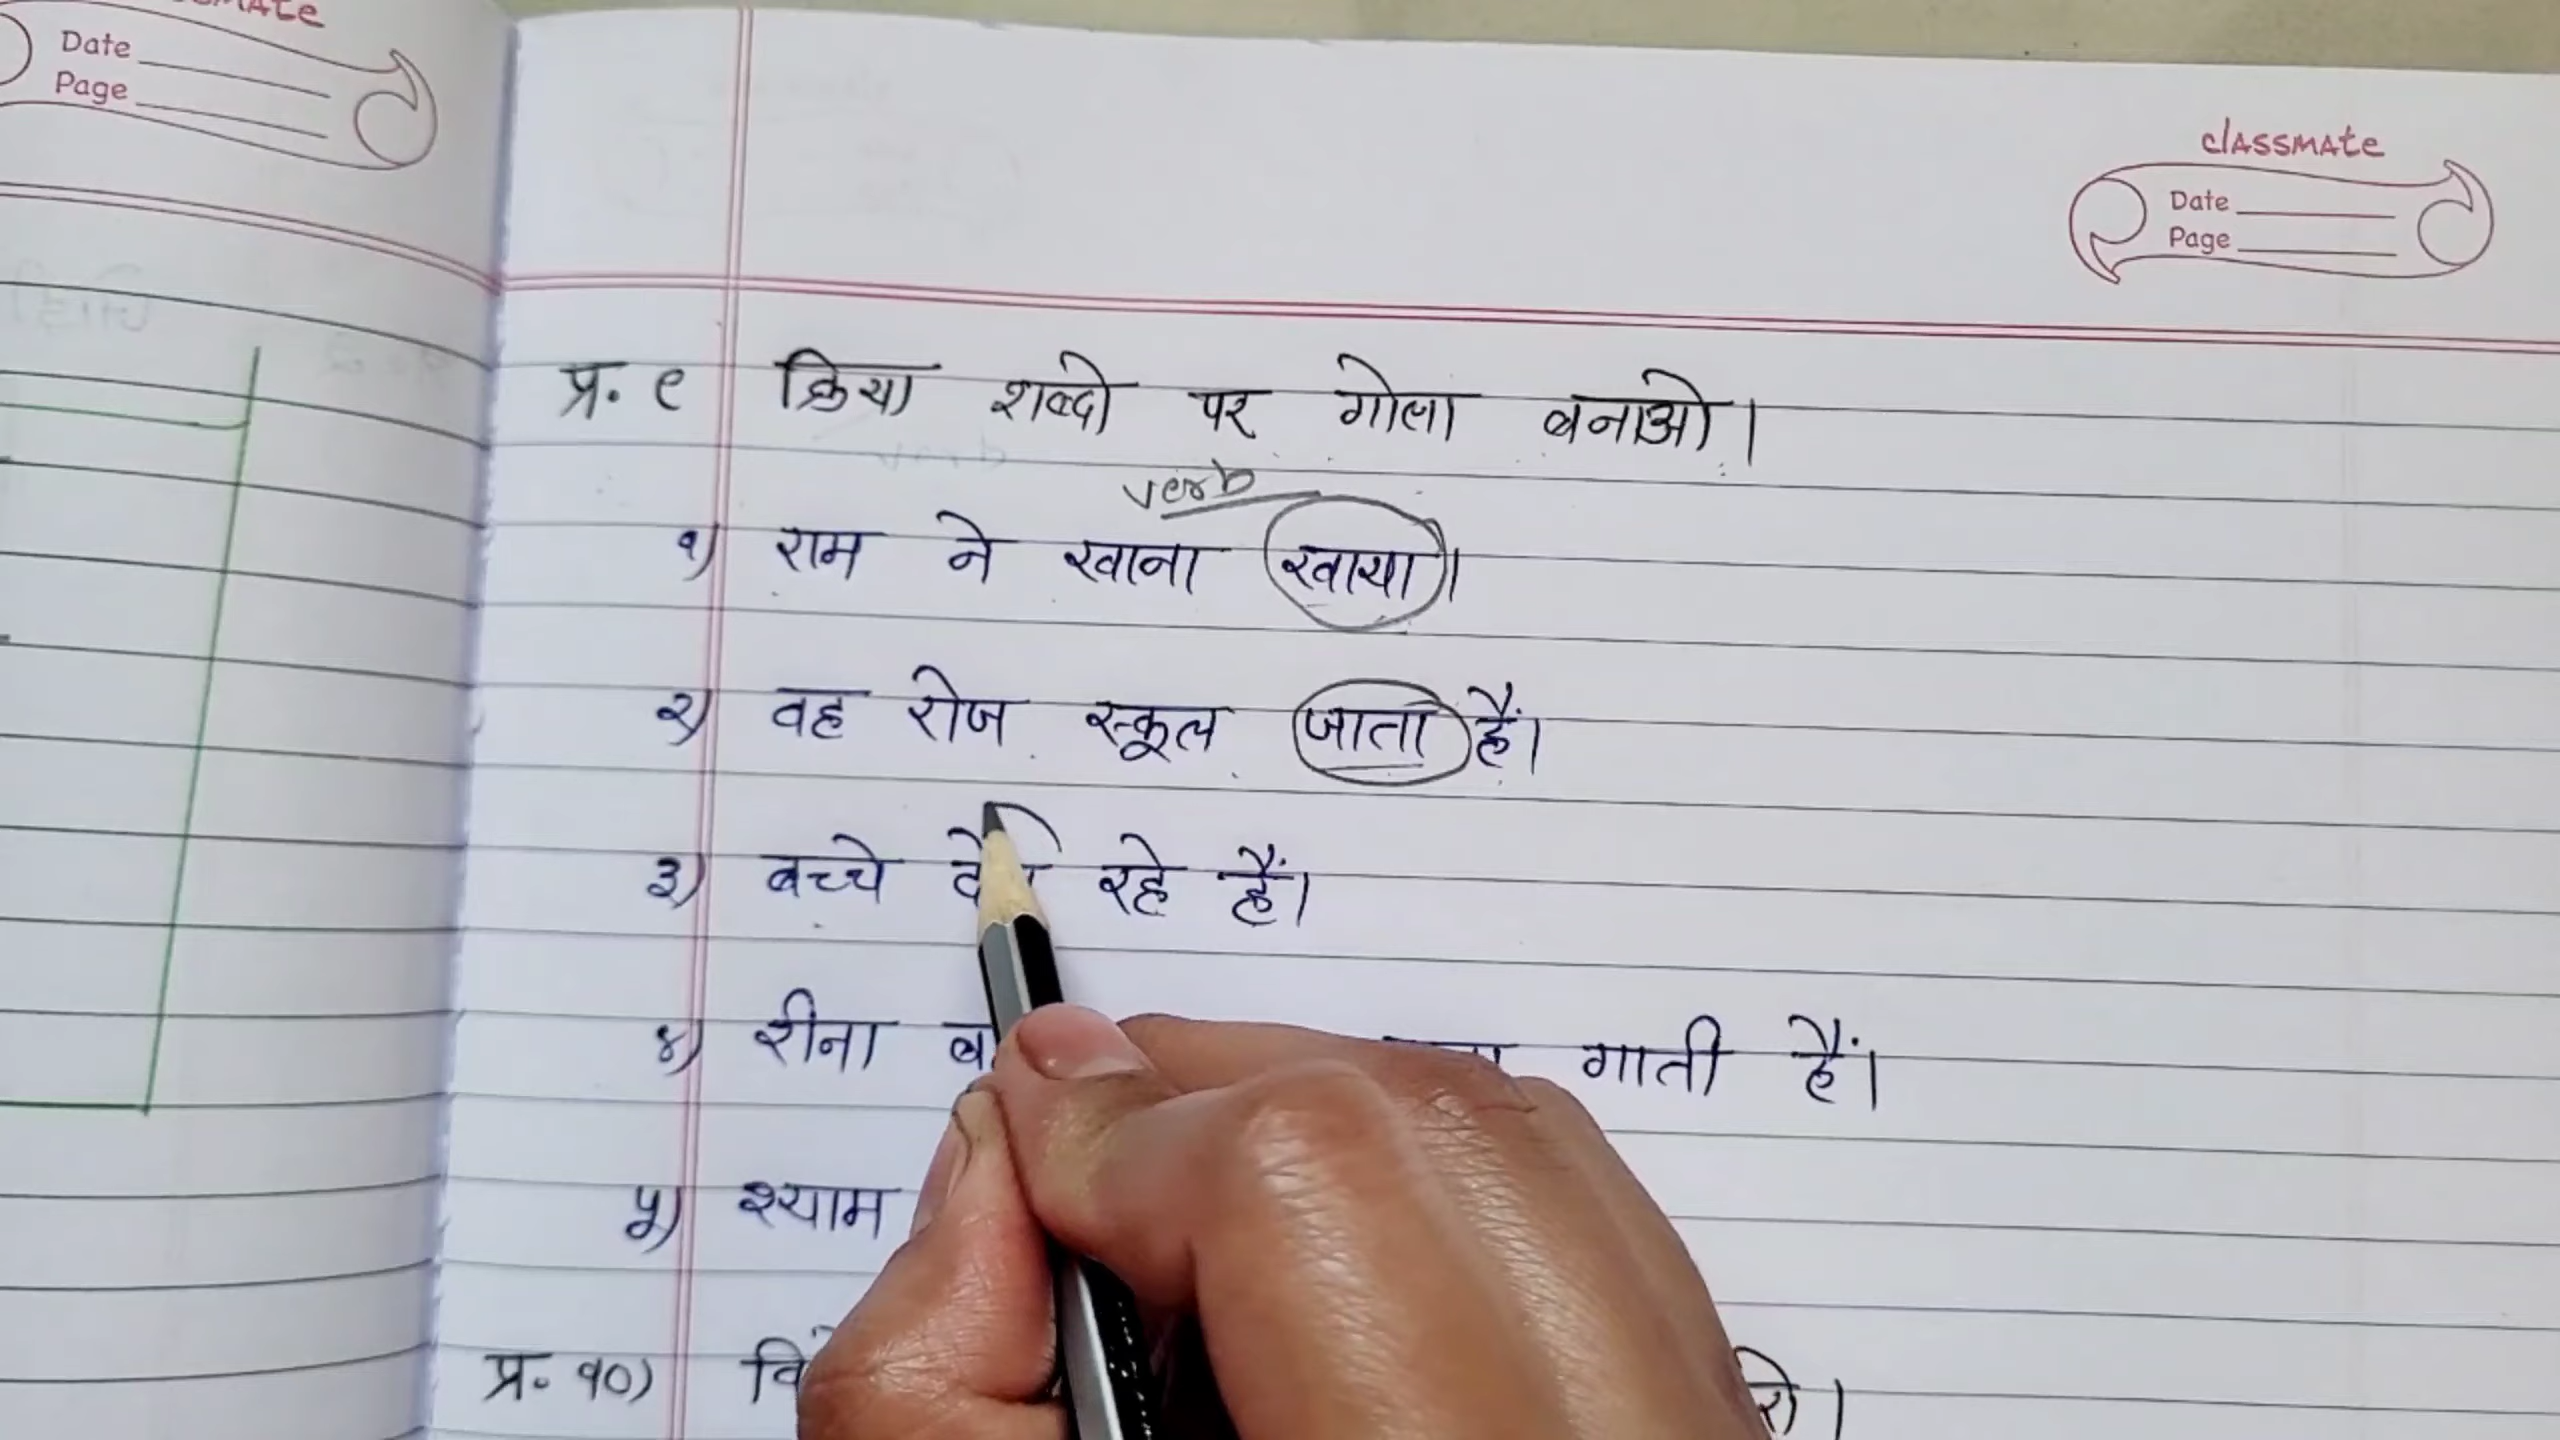 Date
Page
classmate
Date
Page
प्र. ९ क्रिया शब्दो पर गोला बनाओ।
verb
१) राम ने खाना खाया।
२) वह रोज स्कूल जाता हैं।
३) बच्चे रहे हैं।
४) रीना गाती हैं।
५) श्याम
प्र. १०)